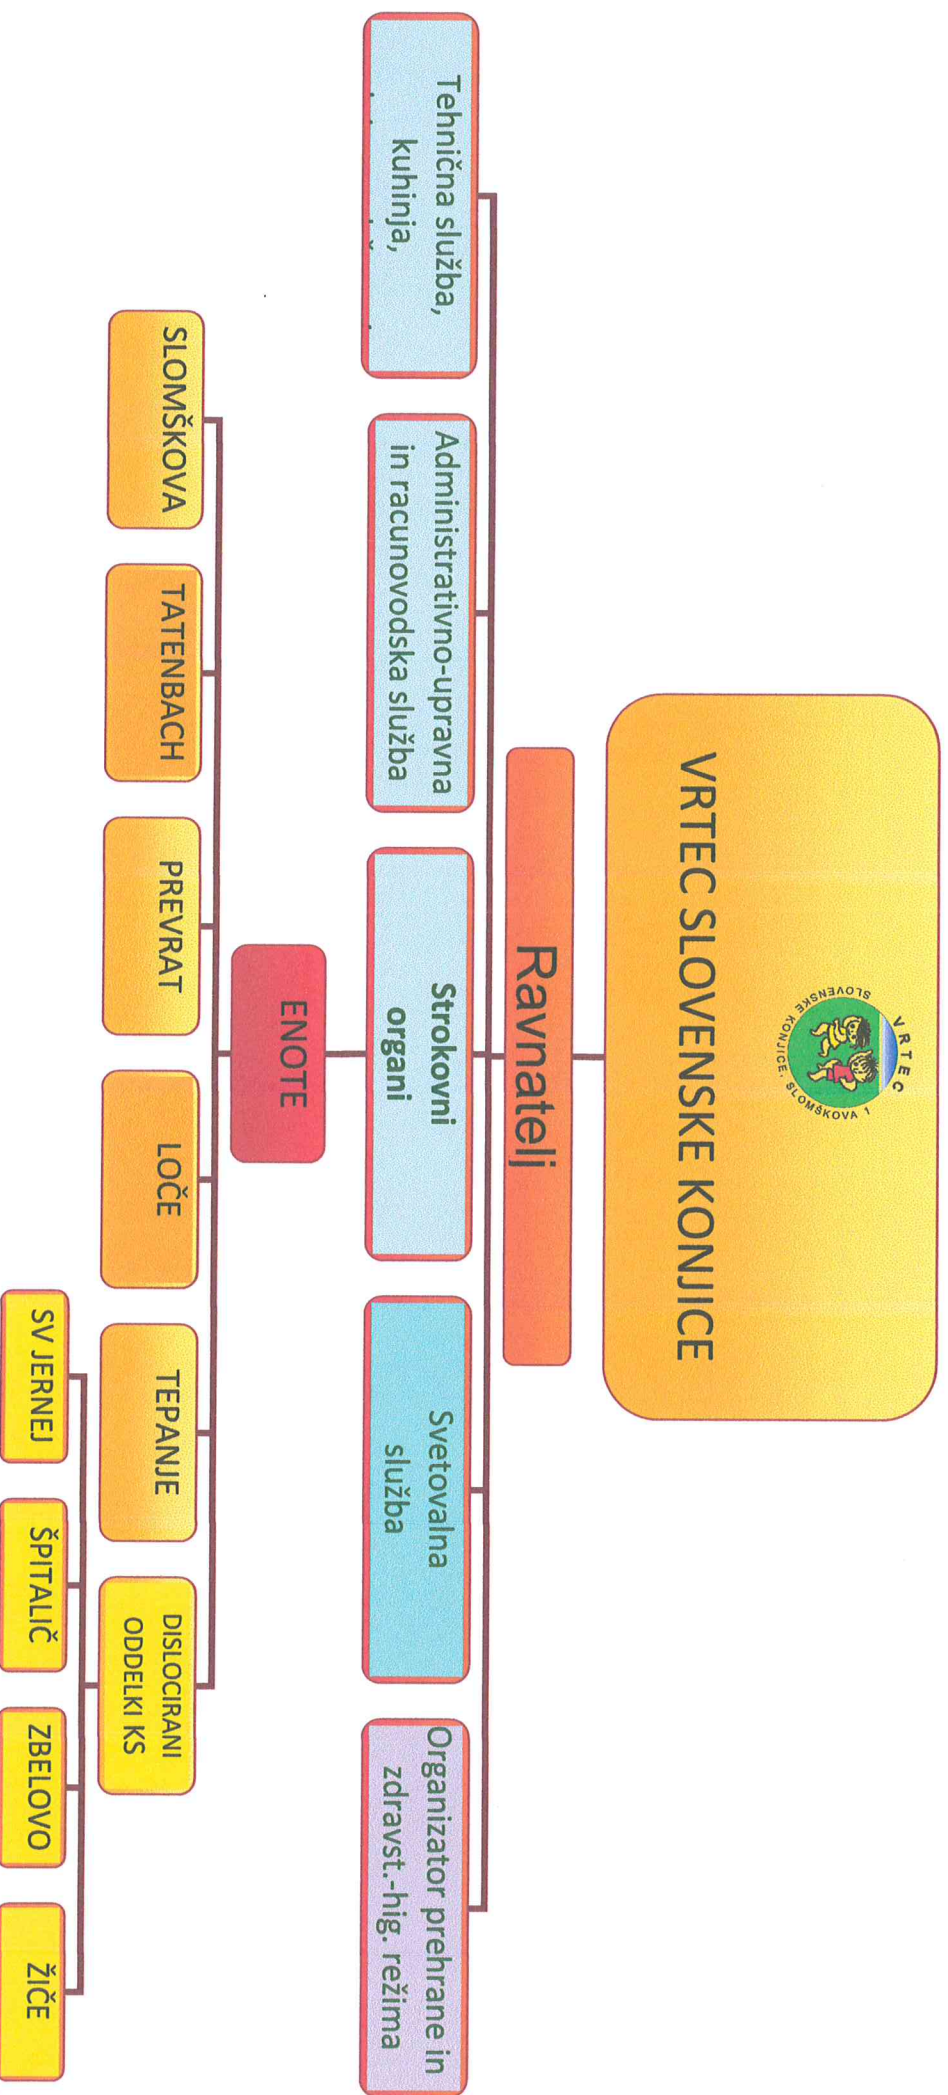 VRTEC
SLOVENSKE KONJICE, SLOMŠKOVA 1
VRTEC SLOVENSKE KONJICE
Ravnatelj
Tehnična služba,
kuhinja,
Administrativno-upravna
in racunovodska služba
Strokovni
organi
Svetovalna
služba
Organizator prehrane in
zdravst.-hig. režima
ENOTE
SLOMŠKOVA
TATENBACH
PREVRAT
LOČE
TEPANJE
DISLOCIRANI
ODDELKI KS
SV JERNEJ
ŠPITALIČ
ZBELOVO
ŽIČE